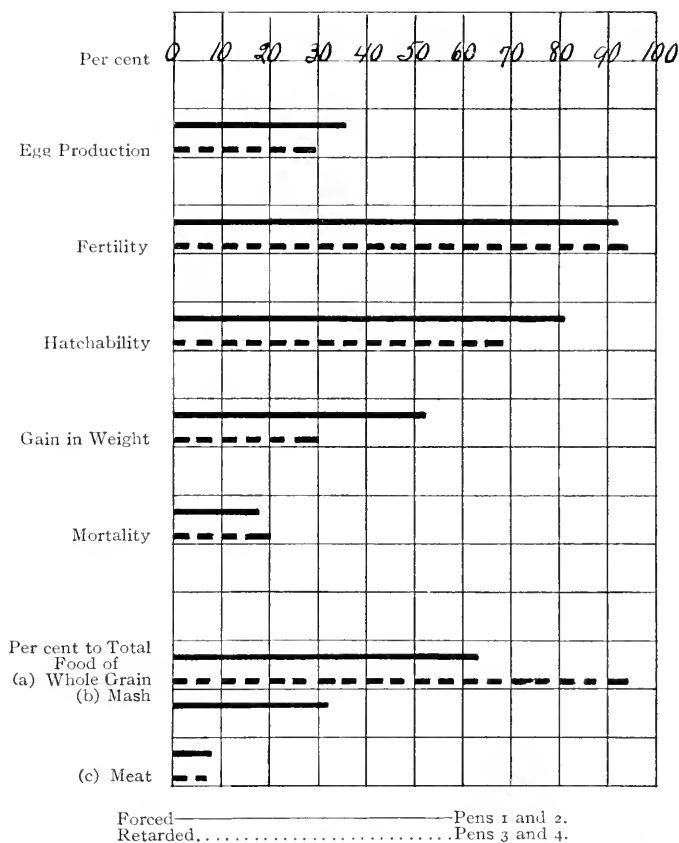 Per cent 0 10 20 30 40 50 60 70 80 90 100
Egg Production
Fertility
Hatchability
Gain in Weight
Mortality
Per cent to Total
Food of
(a) Whole Grain
(b) Mash
(c) Meat
Forced Pens 1 and 2.
Retarded. . . . . . . . . . . . . . . . . . . . . . . . . Pens 3 and 4.